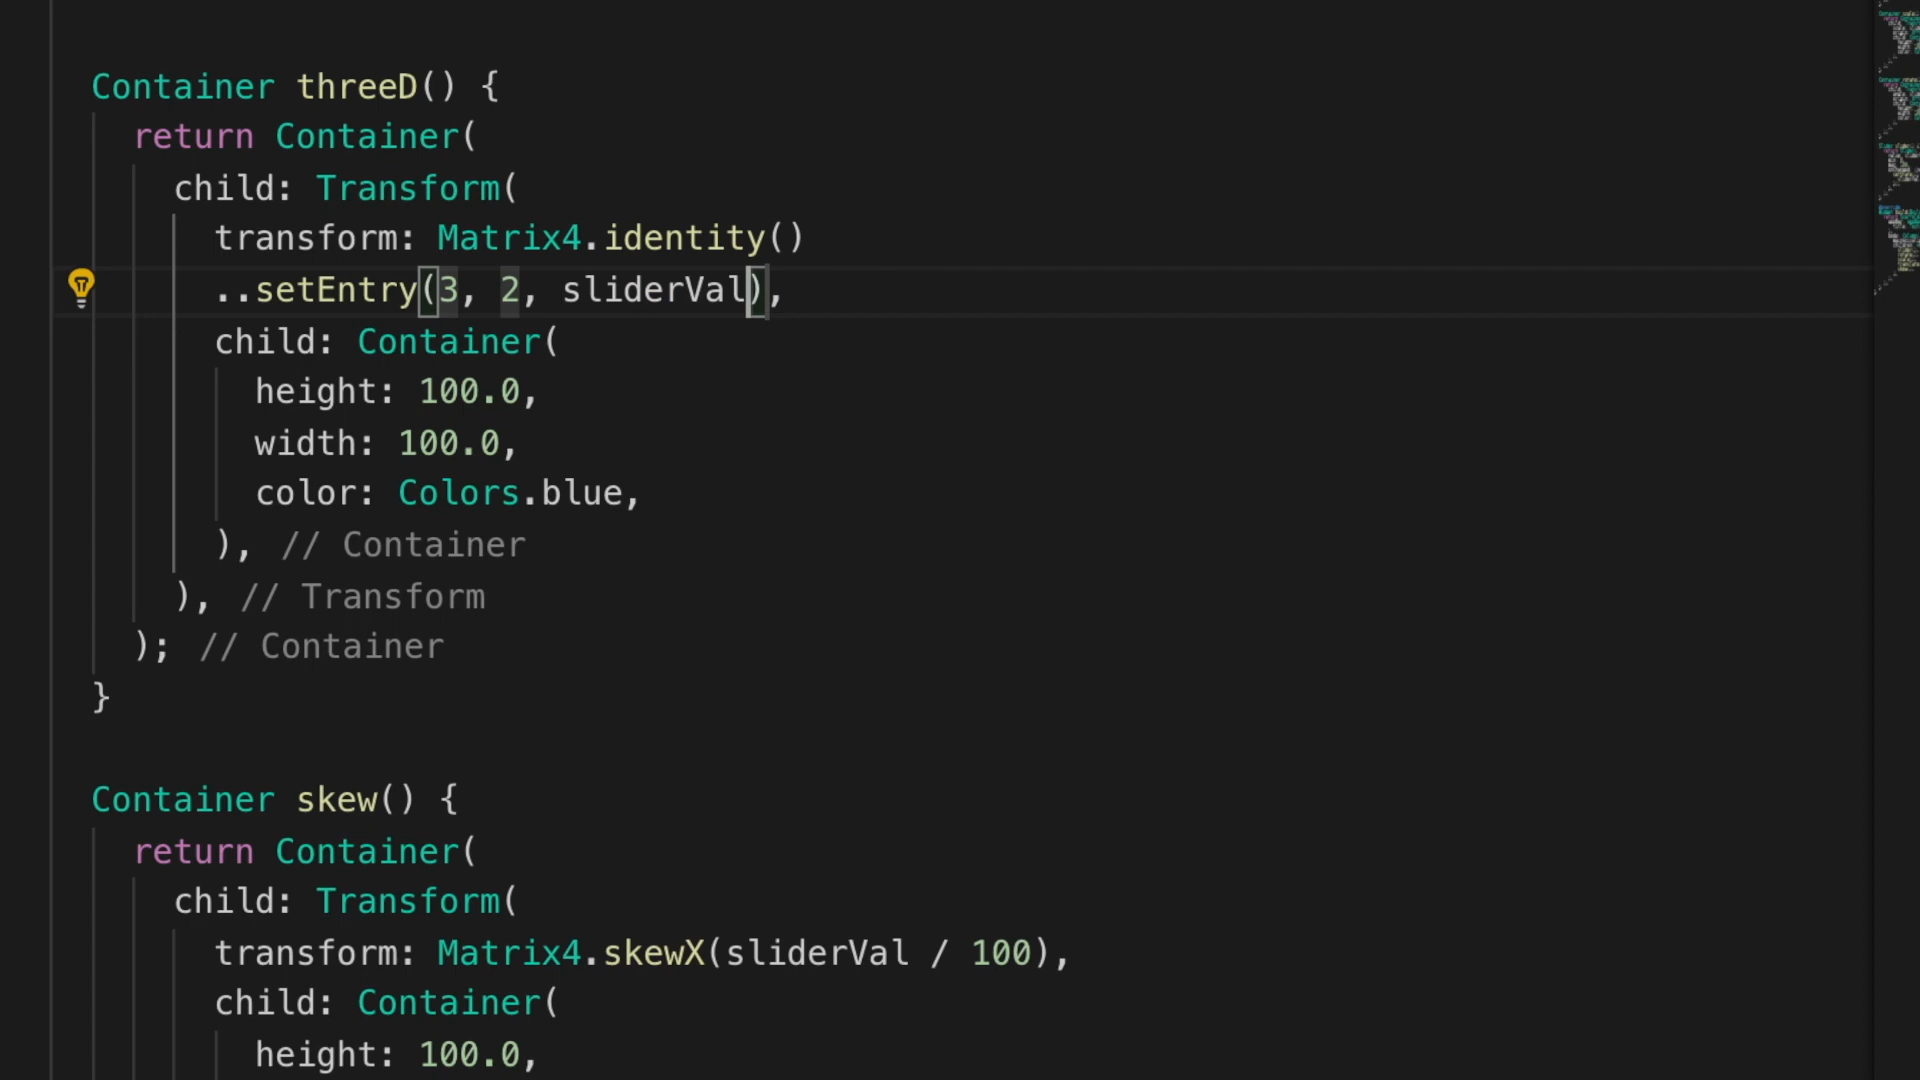 Container threeD() {
return Container(
child: Transform(
transform: Matrix4.identity()
..setEntry(3, 2, sliderVal),
child: Container(
height: 100.0,
width: 100.0,
color: Colors.blue,
), // Container
), // Transform
); // Container
}
Container skew() {
return Container(
child: Transform(
transform: Matrix4.skewX(sliderVal / 100),
child: Container(
height: 100.0,